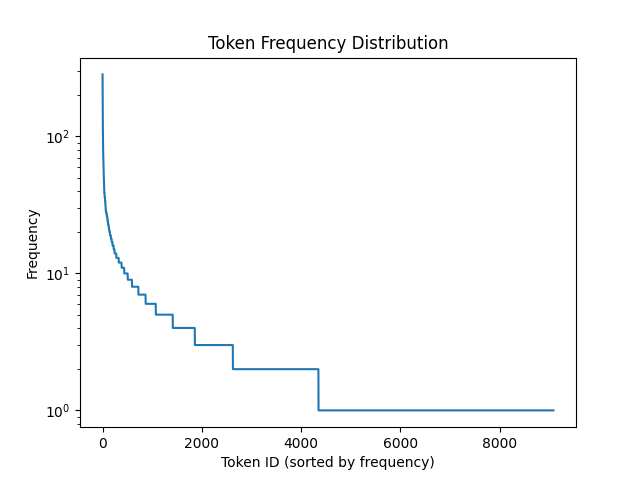 Token Frequency Distribution
Frequency
10²
10¹
10⁰
0 2000 4000 6000 8000
Token ID (sorted by frequency)